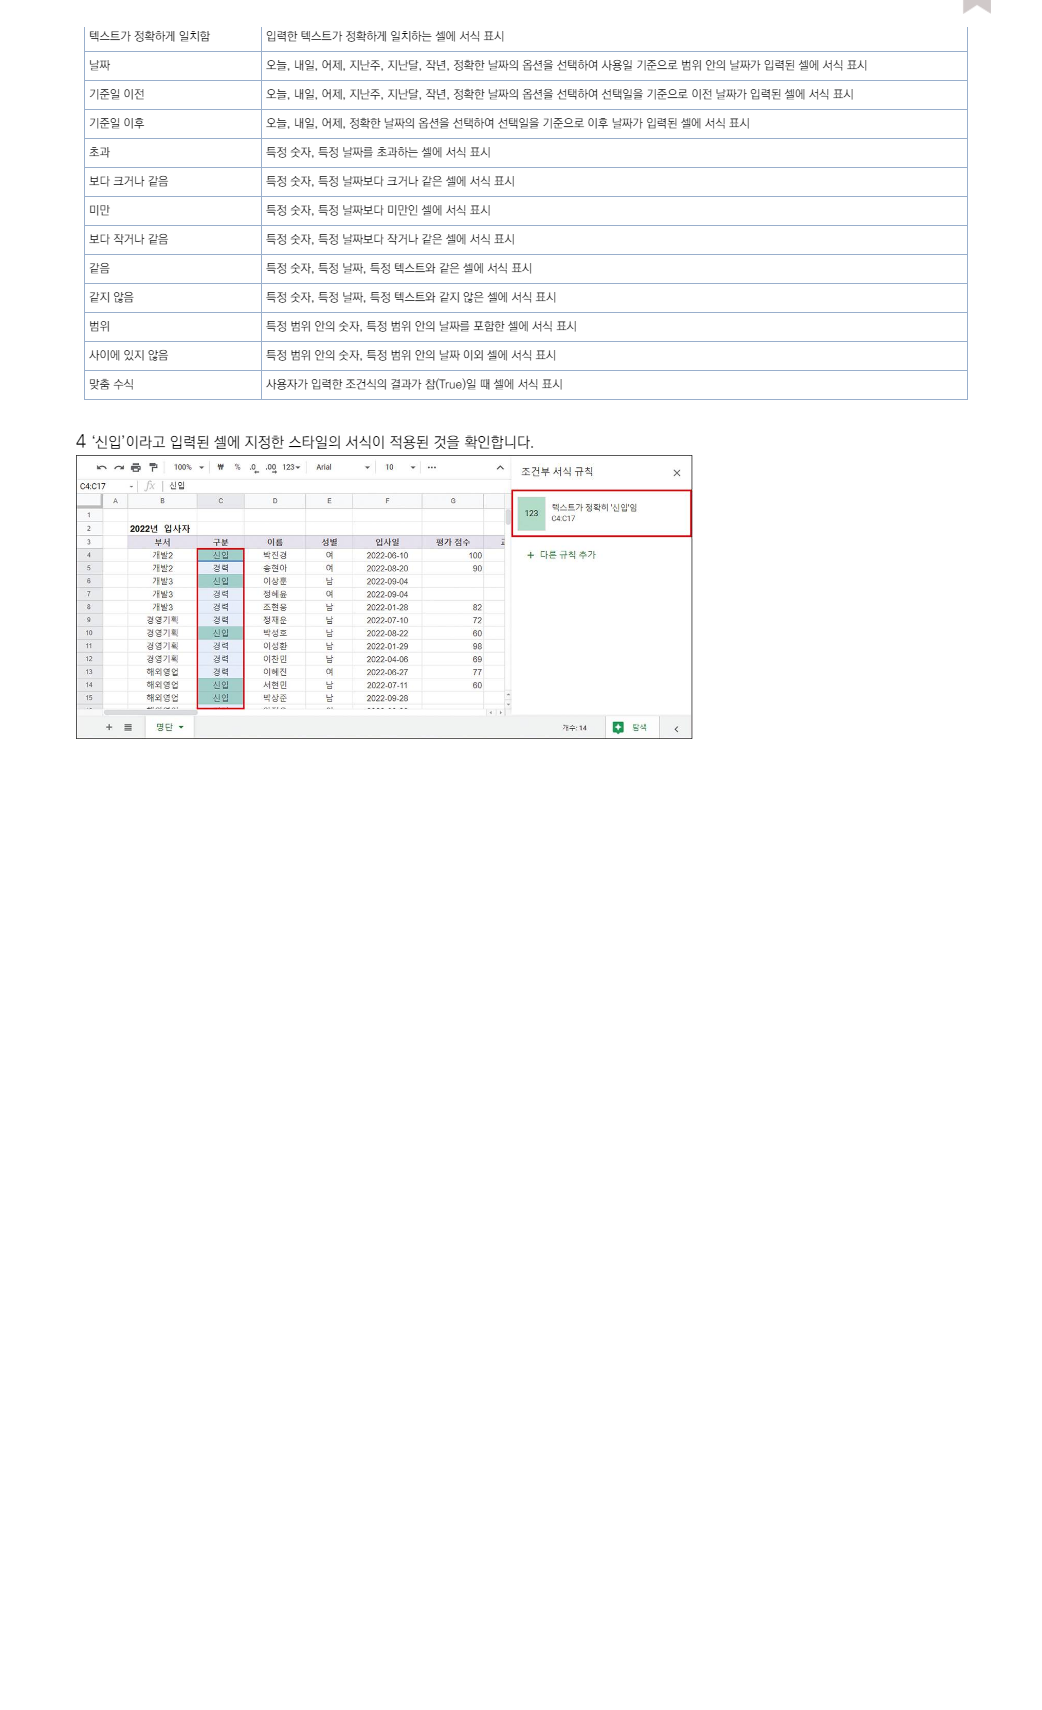 텍스트가 정확하게 일치함 입력한 텍스트가 정확하게 일치하는 셀에 서식 표시
날짜 오늘, 내일, 어제, 지난주, 지난달, 작년, 정확한 날짜의 옵션을 선택하여 사용일 기준으로 범위 안의 날짜가 입력된 셀에 서식 표시
기준일 이전 오늘, 내일, 어제, 지난주, 지난달, 작년, 정확한 날짜의 옵션을 선택하여 선택일을 기준으로 이전 날짜가 입력된 셀에 서식 표시
기준일 이후 오늘, 내일, 어제, 정확한 날짜의 옵션을 선택하여 선택일을 기준으로 이후 날짜가 입력된 셀에 서식 표시
초과 특정 숫자, 특정 날짜를 초과하는 셀에 서식 표시
보다 크거나 같음 특정 숫자, 특정 날짜보다 크거나 같은 셀에 서식 표시
미만 특정 숫자, 특정 날짜보다 미만인 셀에 서식 표시
보다 작거나 같음 특정 숫자, 특정 날짜보다 작거나 같은 셀에 서식 표시
같음 특정 숫자, 특정 날짜, 특정 텍스트와 같은 셀에 서식 표시
같지 않음 특정 숫자, 특정 날짜, 특정 텍스트와 같지 않은 셀에 서식 표시
범위 특정 범위 안의 숫자, 특정 범위 안의 날짜를 포함한 셀에 서식 표시
사이에 있지 않음 특정 범위 안의 숫자, 특정 범위 안의 날짜 이외 셀에 서식 표시
맞춤 수식 사용자가 입력한 조건식의 결과가 참(True)일 때 셀에 서식 표시
4 ‘신입’이라고 입력된 셀에 지정한 스타일의 서식이 적용된 것을 확인합니다.
100% ₩ % .0 .00 123 Arial 10 ···
C4:C17 fx 신입
A B C D E F G
1
2 2022년 입사자
3 부서 구분 이름 성별 입사일 평가 점수
4 개발2 신입 박진경 여 2022-06-10 100
5 개발2 경력 송현아 여 2022-08-20 90
6 개발3 신입 이상훈 남 2022-09-04
7 개발3 경력 정혜윤 여 2022-09-04
8 개발3 경력 조현웅 남 2022-01-28 82
9 경영기획 경력 정재운 남 2022-07-10 72
10 경영기획 신입 박성호 남 2022-08-22 60
11 경영기획 경력 이성환 남 2022-01-29 98
12 경영기획 경력 이찬민 남 2022-04-06 69
13 해외영업 경력 이혜진 여 2022-06-27 77
14 해외영업 신입 서현민 남 2022-07-11 60
15 해외영업 신입 박상준 남 2022-09-28
+ 명단 개수: 14 탐색
조건부 서식 규칙
123 텍스트가 정확히 '신입'임
C4:C17
+ 다른 규칙 추가